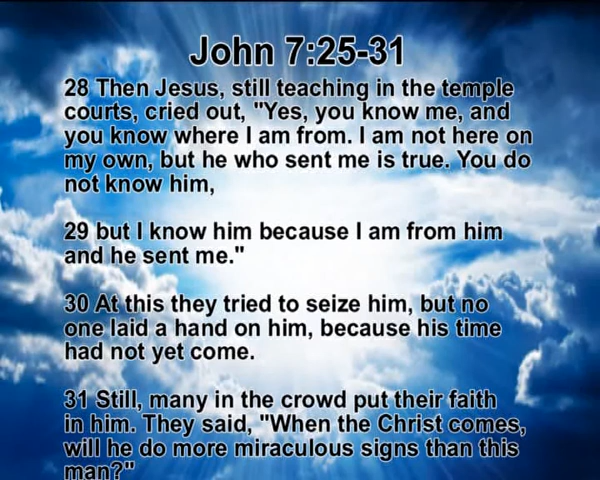 John 7:25-31
28 Then Jesus, still teaching in the temple
courts, cried out, "Yes, you know me, and
you know where I am from. I am not here on
my own, but he who sent me is true. You do
not know him,
29 but I know him because I am from him
and he sent me."
30 At this they tried to seize him, but no
one laid a hand on him, because his time
had not yet come.
31 Still, many in the crowd put their faith
in him. They said, "When the Christ comes,
will he do more miraculous signs than this
man?"